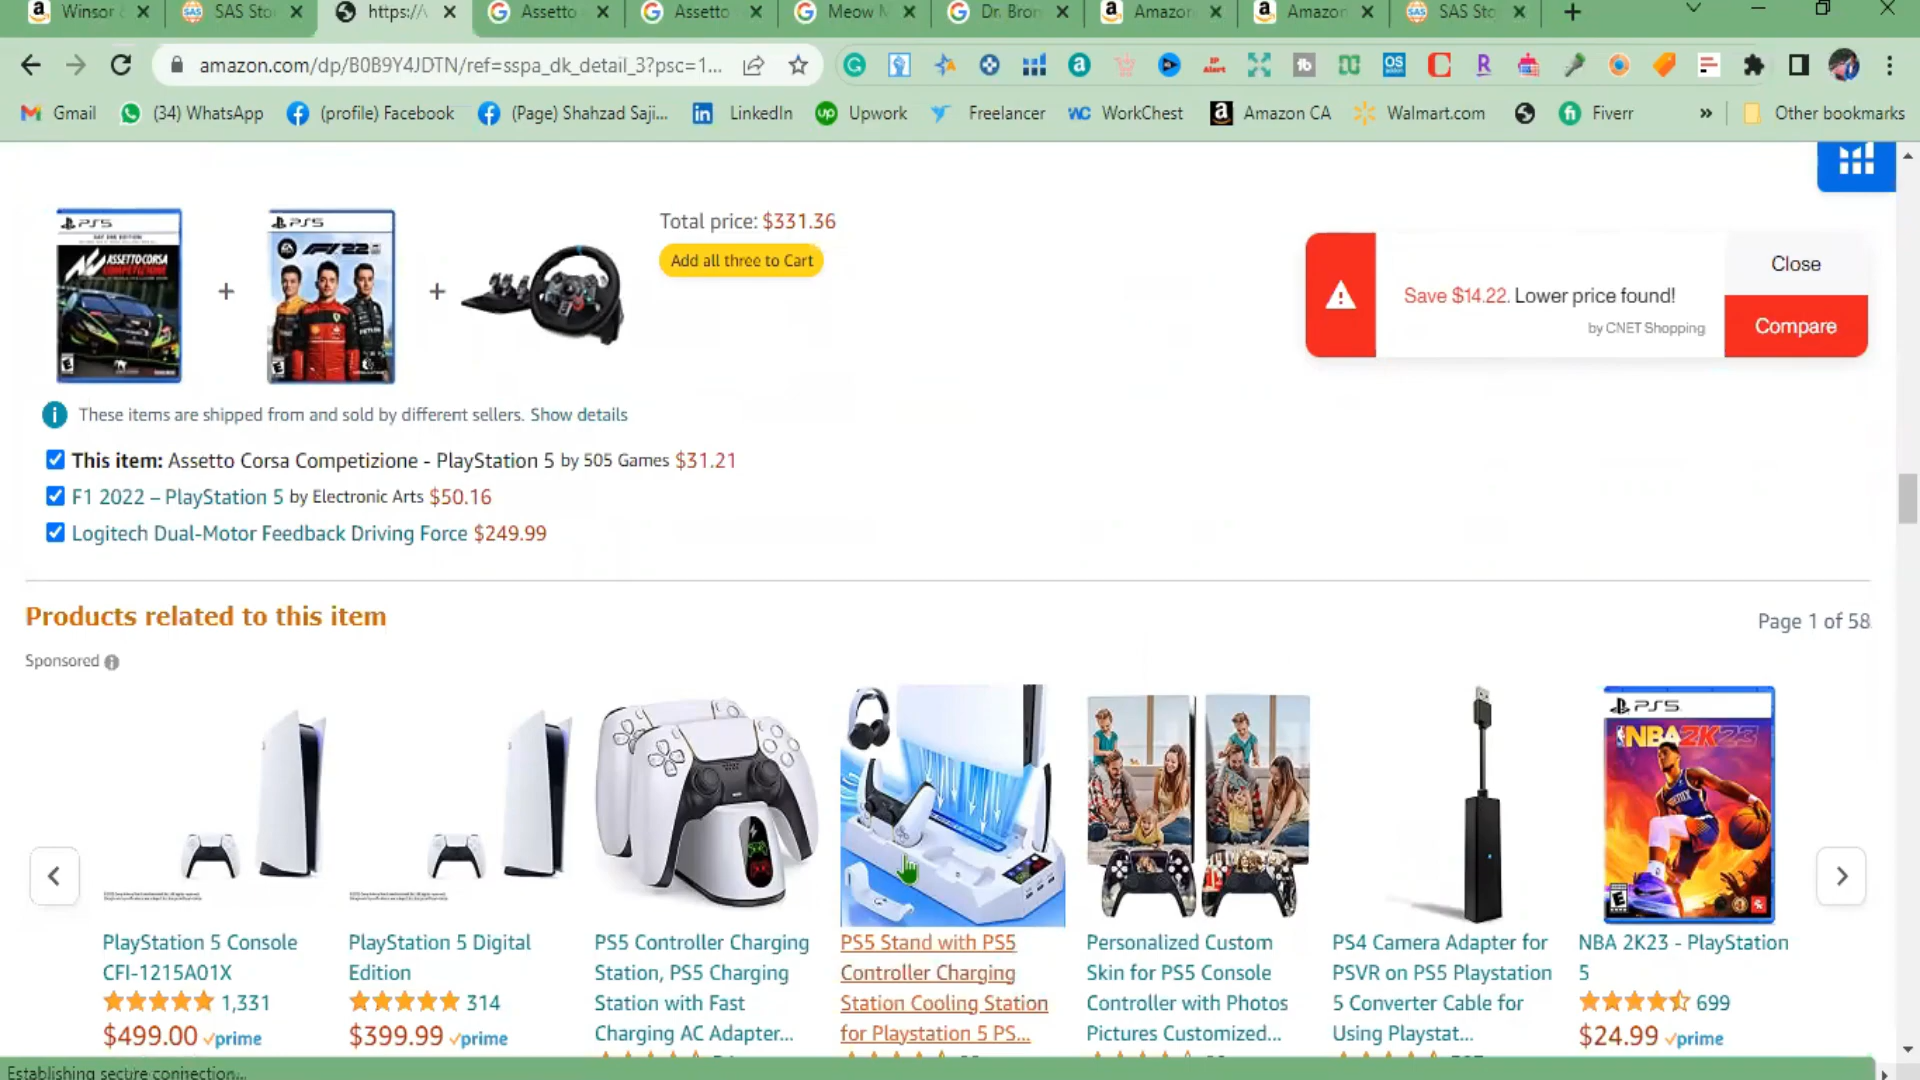 Winsor
SAS Sto
https://
Assetto
Assetto
Meow M
Dr. Bron
Amazon
Amazon
SAS Sto
amazon.com/dp/B0B9Y4JDTN/ref=sspa_dk_detail_3?psc=1...
Gmail
(34) WhatsApp
(profile) Facebook
(Page) Shahzad Saji...
LinkedIn
Upwork
Freelancer
WorkChest
Amazon CA
Walmart.com
Fiverr
»
Other bookmarks
PS5
ASSETTO CORSA
COMPETIZIONE
+
PS5
F1 22
+
Total price: $331.36
Add all three to Cart
Save $14.22. Lower price found!
by CNET Shopping
Close
Compare
These items are shipped from and sold by different sellers. Show details
This item: Assetto Corsa Competizione - PlayStation 5 by 505 Games $31.21
F1 2022 – PlayStation 5 by Electronic Arts $50.16
Logitech Dual-Motor Feedback Driving Force $249.99
Products related to this item
Page 1 of 58
Sponsored
PS5
NBA 2K23
PlayStation 5 Console
CFI-1215A01X
1,331
$499.00 prime
PlayStation 5 Digital
Edition
314
$399.99 prime
PS5 Controller Charging
Station, PS5 Charging
Station with Fast
Charging AC Adapter...
PS5 Stand with PS5
Controller Charging
Station Cooling Station
for Playstation 5 PS...
Personalized Custom
Skin for PS5 Console
Controller with Photos
Pictures Customized...
PS4 Camera Adapter for
PSVR on PS5 Playstation
5 Converter Cable for
Using Playstat...
NBA 2K23 - PlayStation
5
699
$24.99 prime
Establishing secure connection...